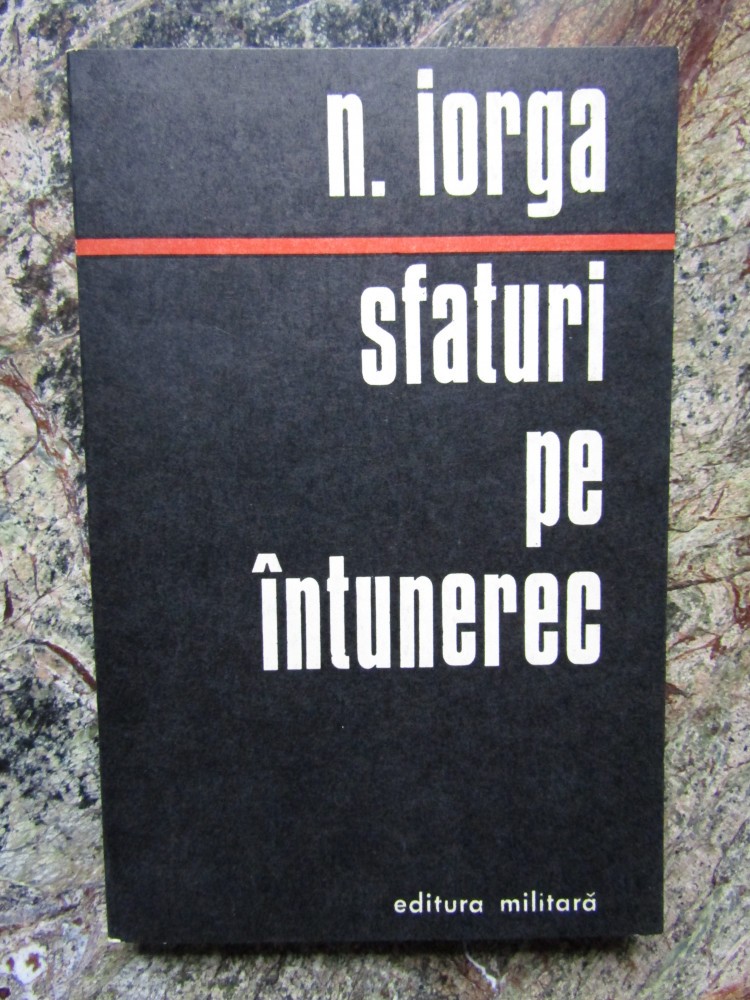 n. iorga
sfaturi
pe
întunerec
editura militară